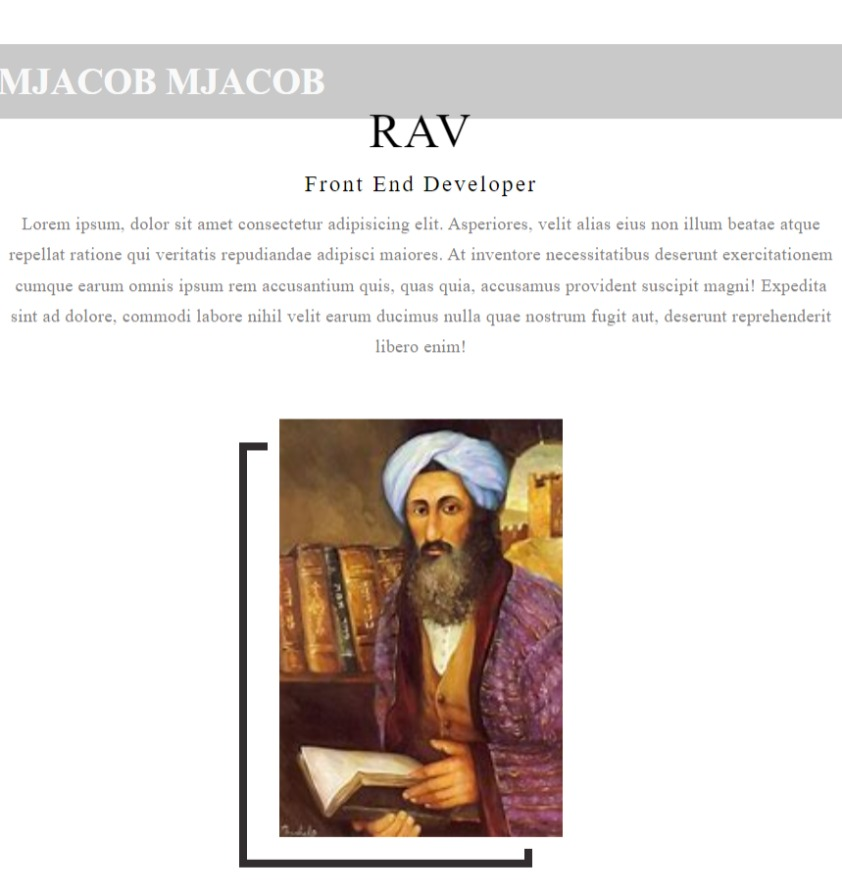 MJACOB MJACOB
RAV
Front End Developer
Lorem ipsum, dolor sit amet consectetur adipisicing elit. Asperiores, velit alias eius non illum beatae atque
repellat ratione qui veritatis repudiandae adipisci maiores. At inventore necessitatibus deserunt exercitationem
cumque earum omnis ipsum rem accusantium quis, quas quia, accusamus provident suscipit magni! Expedita
sint ad dolore, commodi labore nihil velit earum ducimus nulla quae nostrum fugit aut, deserunt reprehenderit
libero enim!